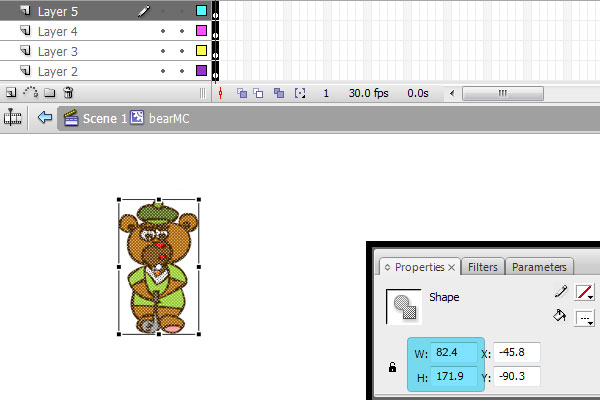 Layer 5
Layer 4
Layer 3
Layer 2
1 30.0 fps 0.0s
Scene 1 bearMC
Properties Filters Parameters
Shape
W: 82.4 X: -45.8
H: 171.9 Y: -90.3